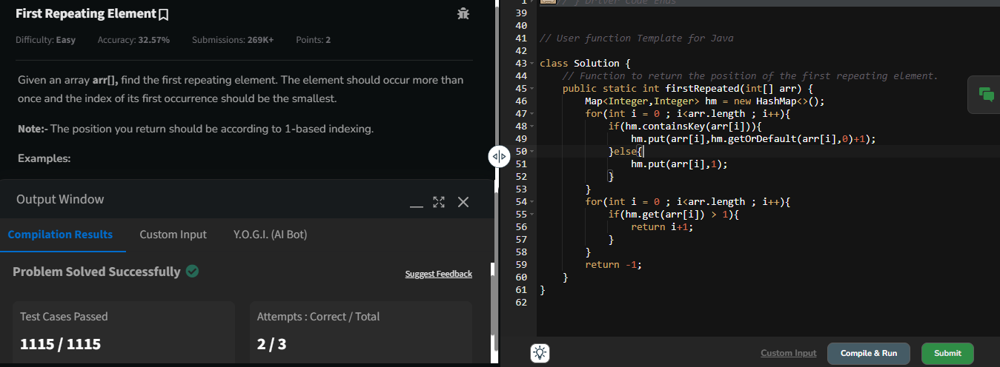 First Repeating Element
Difficulty: Easy Accuracy: 32.57% Submissions: 269K+ Points: 2
Given an array arr[], find the first repeating element. The element should occur more than
once and the index of its first occurrence should be the smallest.
Note:- The position you return should be according to 1-based indexing.
Examples:
Output Window
Compilation Results Custom Input Y.O.G.I. (AI Bot)
Problem Solved Successfully
Suggest Feedback
Test Cases Passed
1115 / 1115
Attempts : Correct / Total
2 / 3
1 // } Driver Code Ends
39
40
41 // User function Template for Java
42
43 class Solution {
44 // Function to return the position of the first repeating element.
45 public static int firstRepeated(int[] arr) {
46 Map<Integer,Integer> hm = new HashMap<>();
47 for(int i = 0 ; i<arr.length ; i++){
48 if(hm.containsKey(arr[i])){
49 hm.put(arr[i],hm.getOrDefault(arr[i],0)+1);
50 }else{
51 hm.put(arr[i],1);
52 }
53 }
54 for(int i = 0 ; i<arr.length ; i++){
55 if(hm.get(arr[i]) > 1){
56 return i+1;
57 }
58 }
59 return -1;
60 }
61 }
62
Custom Input Compile & Run Submit